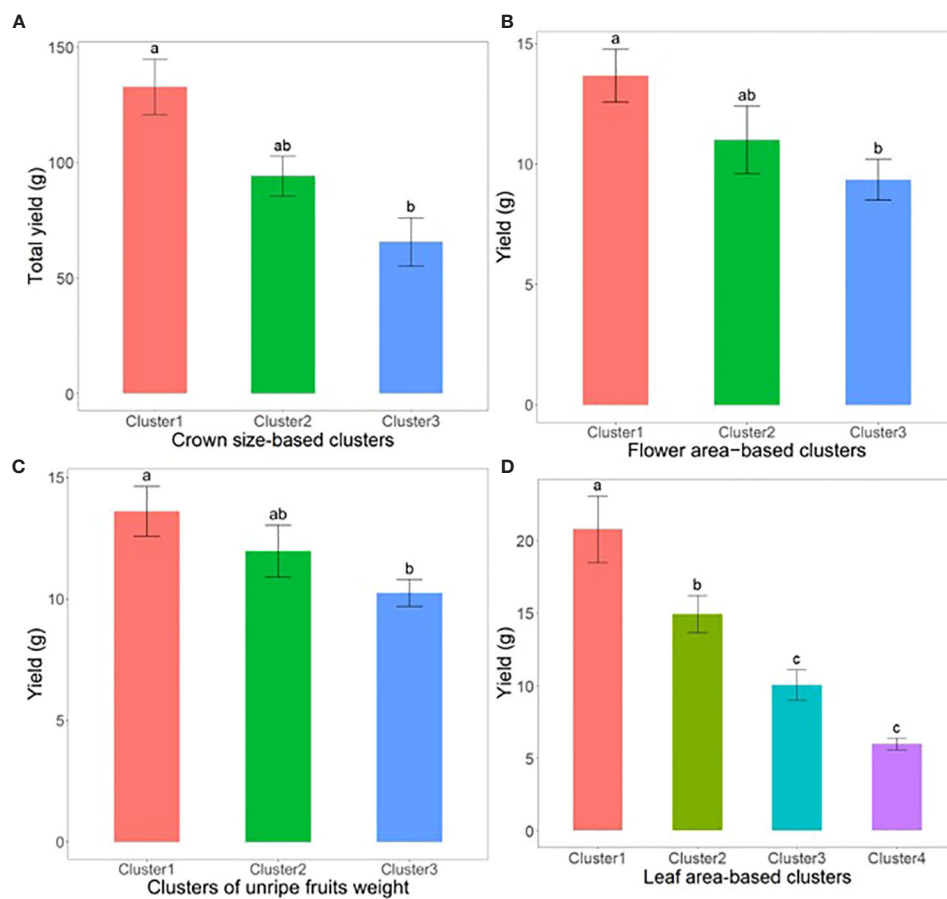 A
Total yield (g)
150
100
50
0
a
ab
b
Cluster1 Cluster2 Cluster3
Crown size-based clusters
B
Yield (g)
15
10
5
0
a
ab
b
Cluster1 Cluster2 Cluster3
Flower area−based clusters
C
Yield (g)
15
10
5
0
a
ab
b
Cluster1 Cluster2 Cluster3
Clusters of unripe fruits weight
D
Yield (g)
20
15
10
5
0
a
b
c
c
Cluster1 Cluster2 Cluster3 Cluster4
Leaf area-based clusters